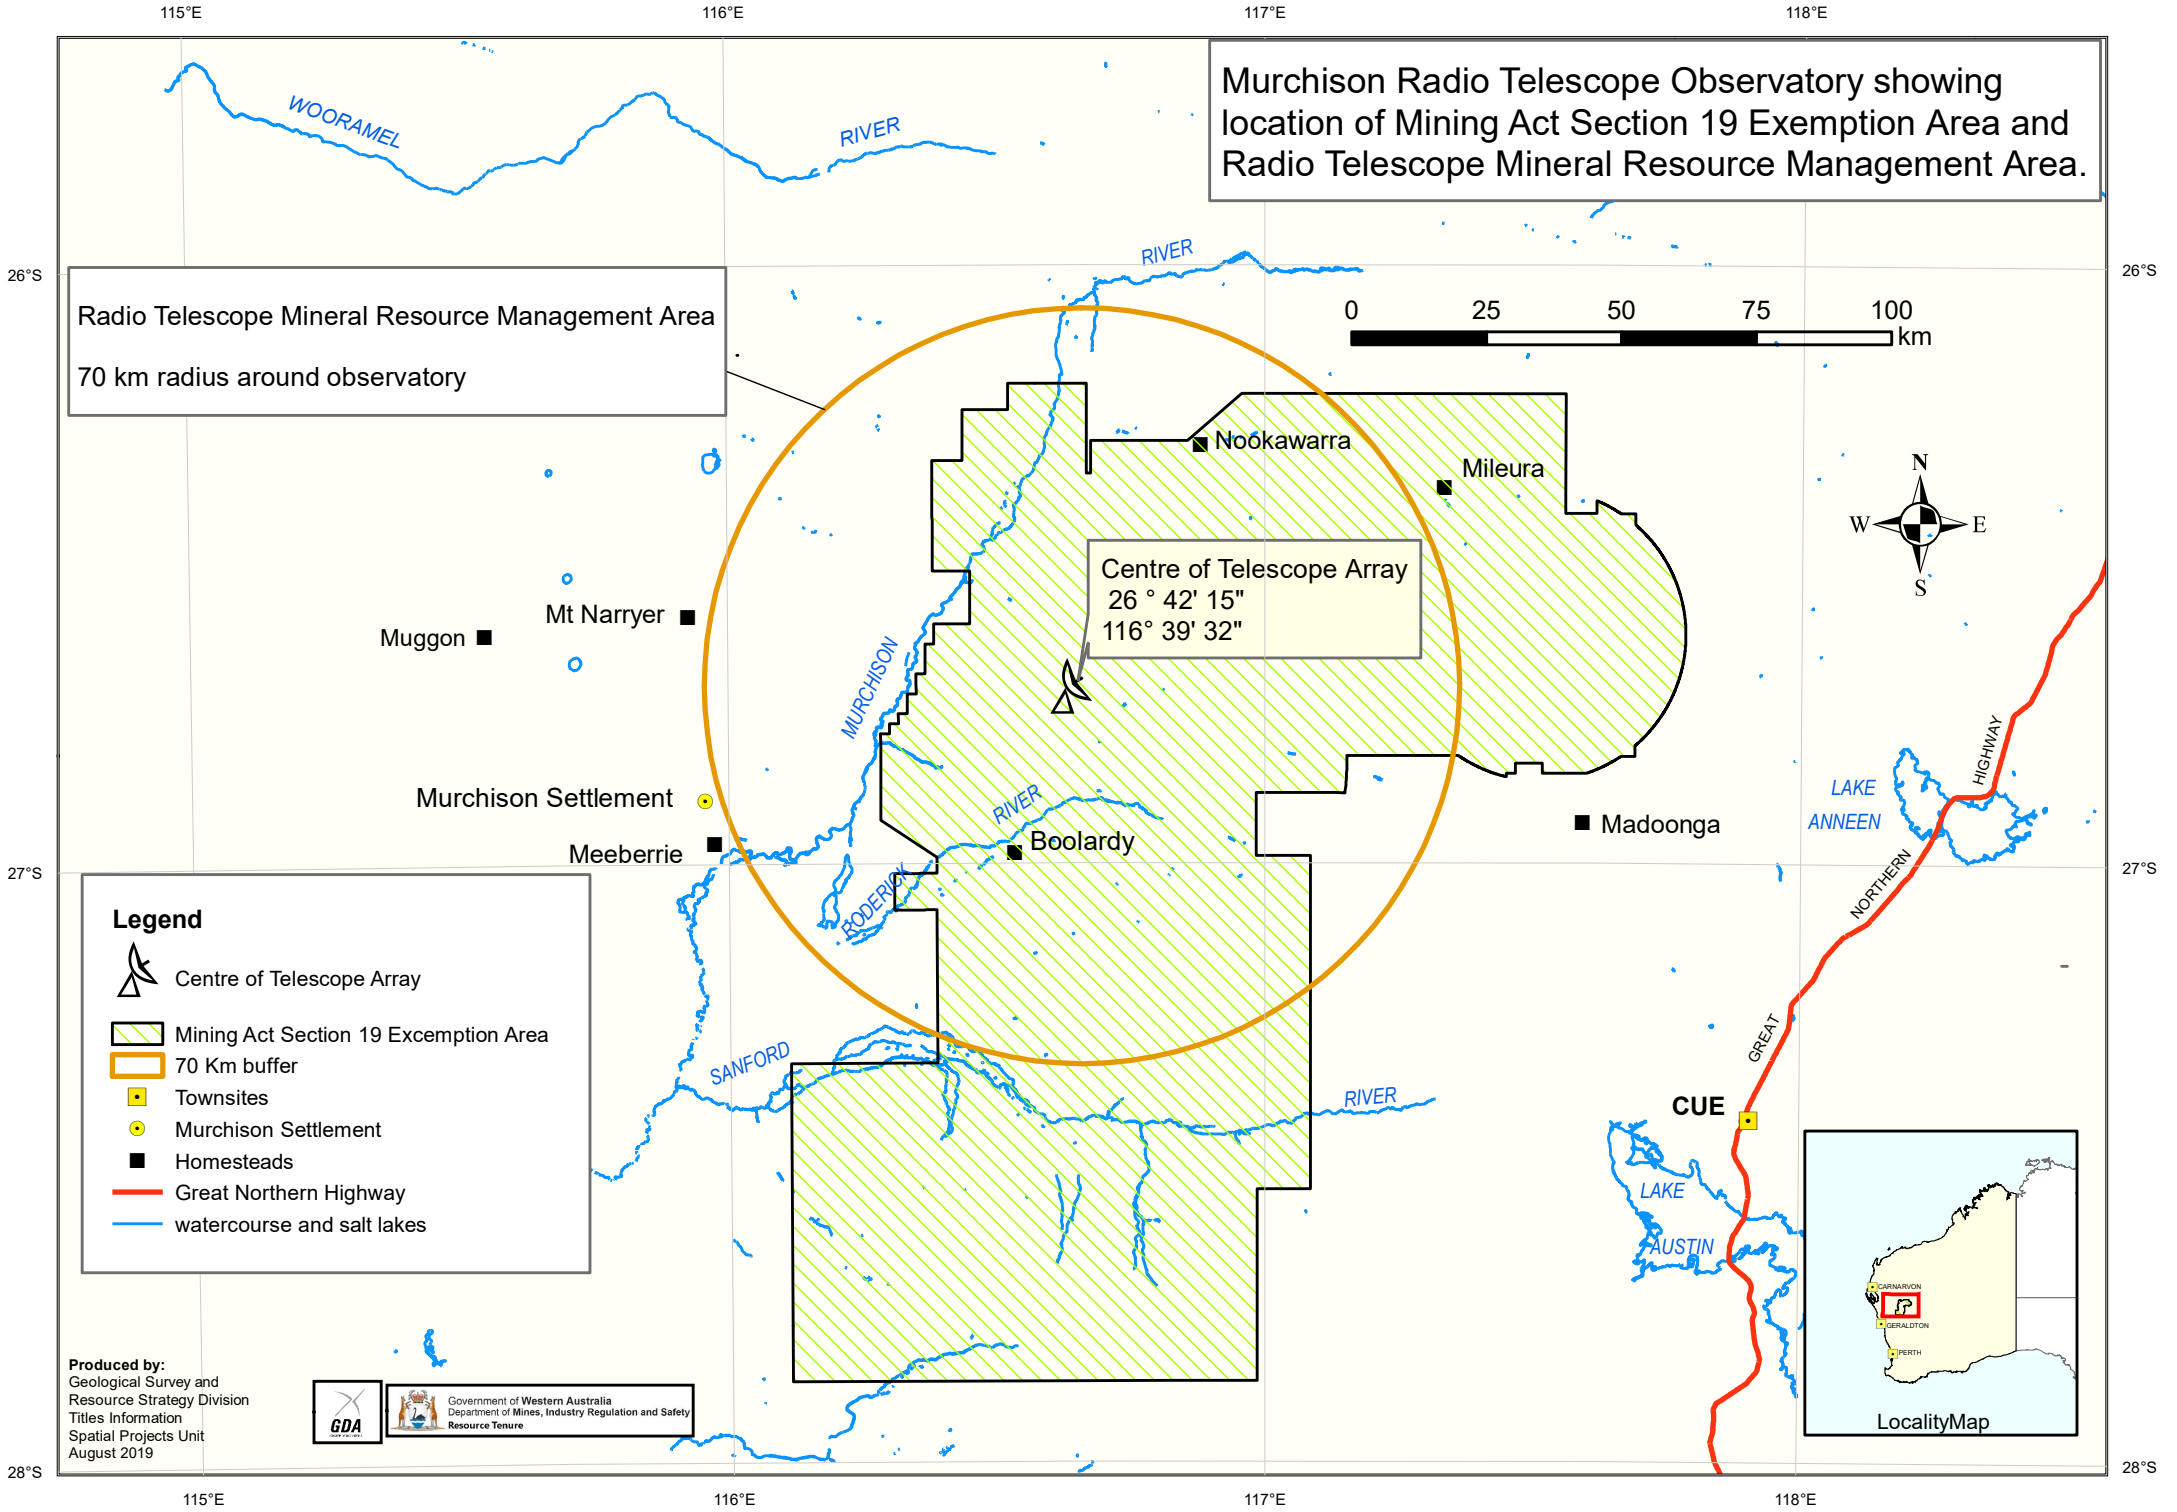 115°E
116°E
117°E
118°E
Murchison Radio Telescope Observatory showing
location of Mining Act Section 19 Exemption Area and
Radio Telescope Mineral Resource Management Area.
WOORAMEL
RIVER
RIVER
26°S
26°S
Radio Telescope Mineral Resource Management Area
70 km radius around observatory
0
25
50
75
100
km
Nookawarra
Mileura
N
W
E
S
Centre of Telescope Array
26 ° 42' 15"
116° 39' 32"
Mt Narryer
Muggon
MURCHISON
Murchison Settlement
Meeberrie
RIVER
Boolardy
RODERICK
Madoonga
LAKE
ANNEEN
HIGHWAY
NORTHERN
GREAT
27°S
27°S
Legend
Centre of Telescope Array
Mining Act Section 19 Excemption Area
70 Km buffer
Townsites
Murchison Settlement
Homesteads
Great Northern Highway
watercourse and salt lakes
SANFORD
RIVER
CUE
LAKE
AUSTIN
CARNARVON
GERALDTON
PERTH
LocalityMap
Produced by:
Geological Survey and
Resource Strategy Division
Titles Information
Spatial Projects Unit
August 2019
GDA
Government of Western Australia
Department of Mines, Industry Regulation and Safety
Resource Tenure
28°S
28°S
115°E
116°E
117°E
118°E